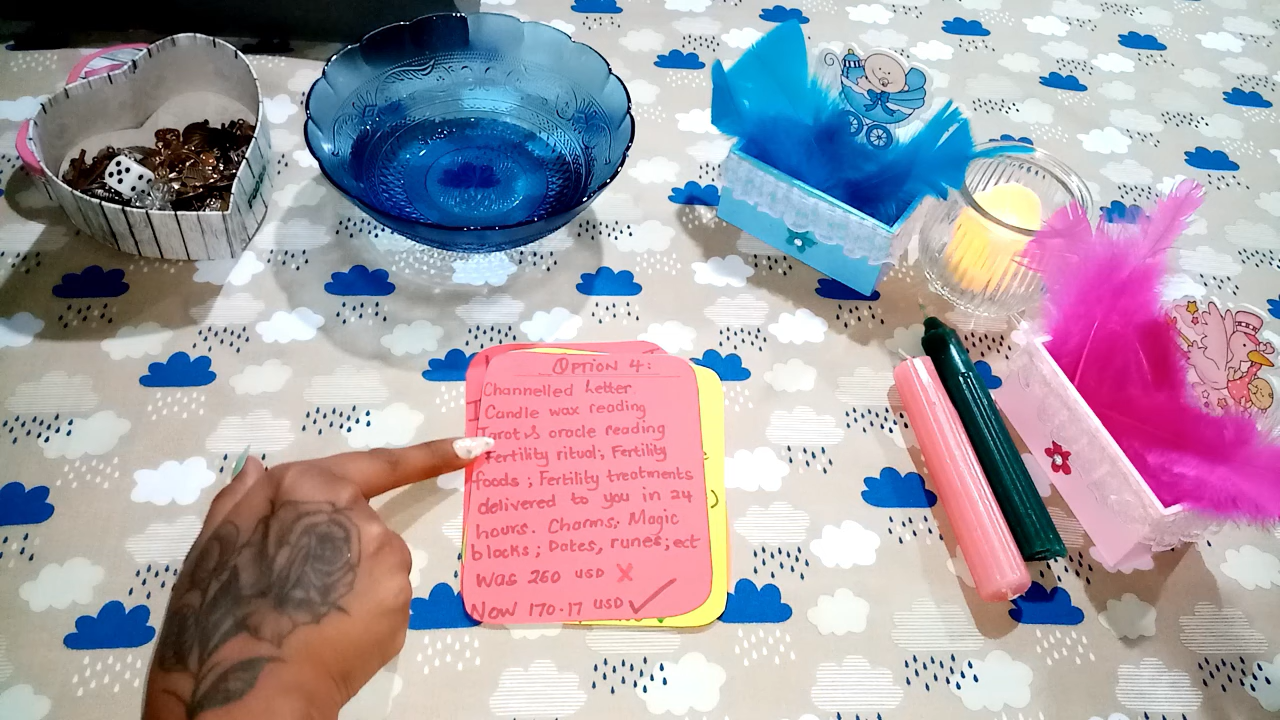 OPTION 4:
Channelled Letter.
Candle wax reading
Tarot & oracle reading
Fertility ritual; Fertility
foods ; Fertility treatments
delivered to you in 24
hours. Charms; Magic
blocks ; Dates, runes; ect
Was 260 USD X
Now 170.17 USD ✓